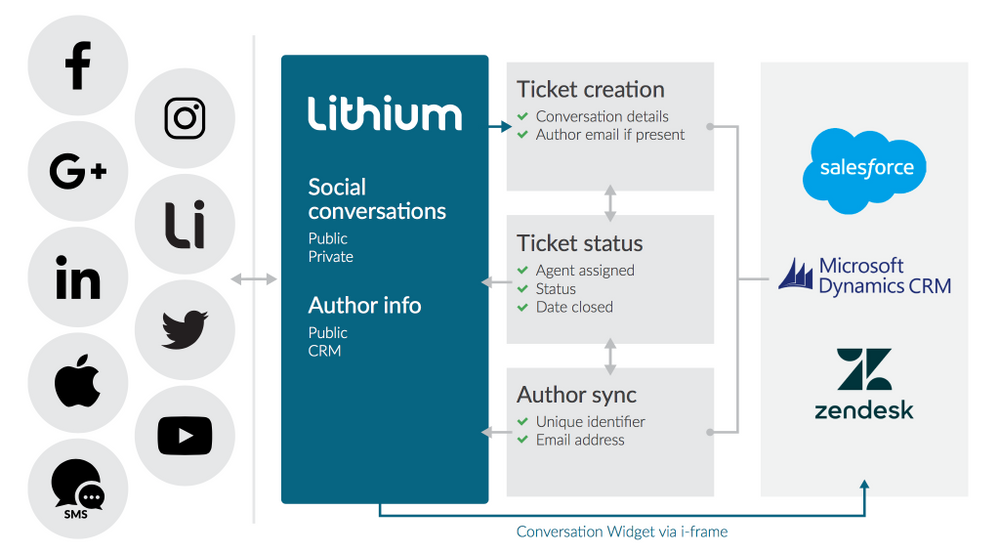 f
G+
in
SMS
Li
Lithium
Social
conversations
Public
Private
Author info
Public
CRM
Ticket creation
Conversation details
Author email if present
Ticket status
Agent assigned
Status
Date closed
Author sync
Unique identifier
Email address
salesforce
Microsoft
Dynamics CRM
zendesk
Conversation Widget via i-frame